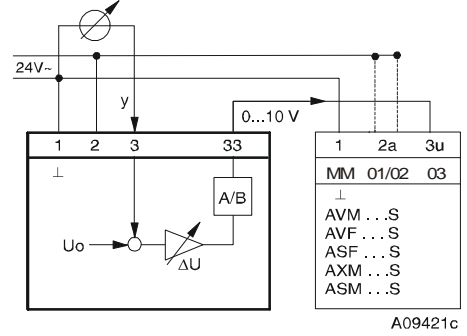 24V~
y
0...10 V
1 2 3 33
1 2a 3u
MM 01/02 03
⊥
A/B
⊥
Uo
ΔU
AVM ...S
AVF ...S
ASF ...S
AXM ...S
ASM ...S
A09421c